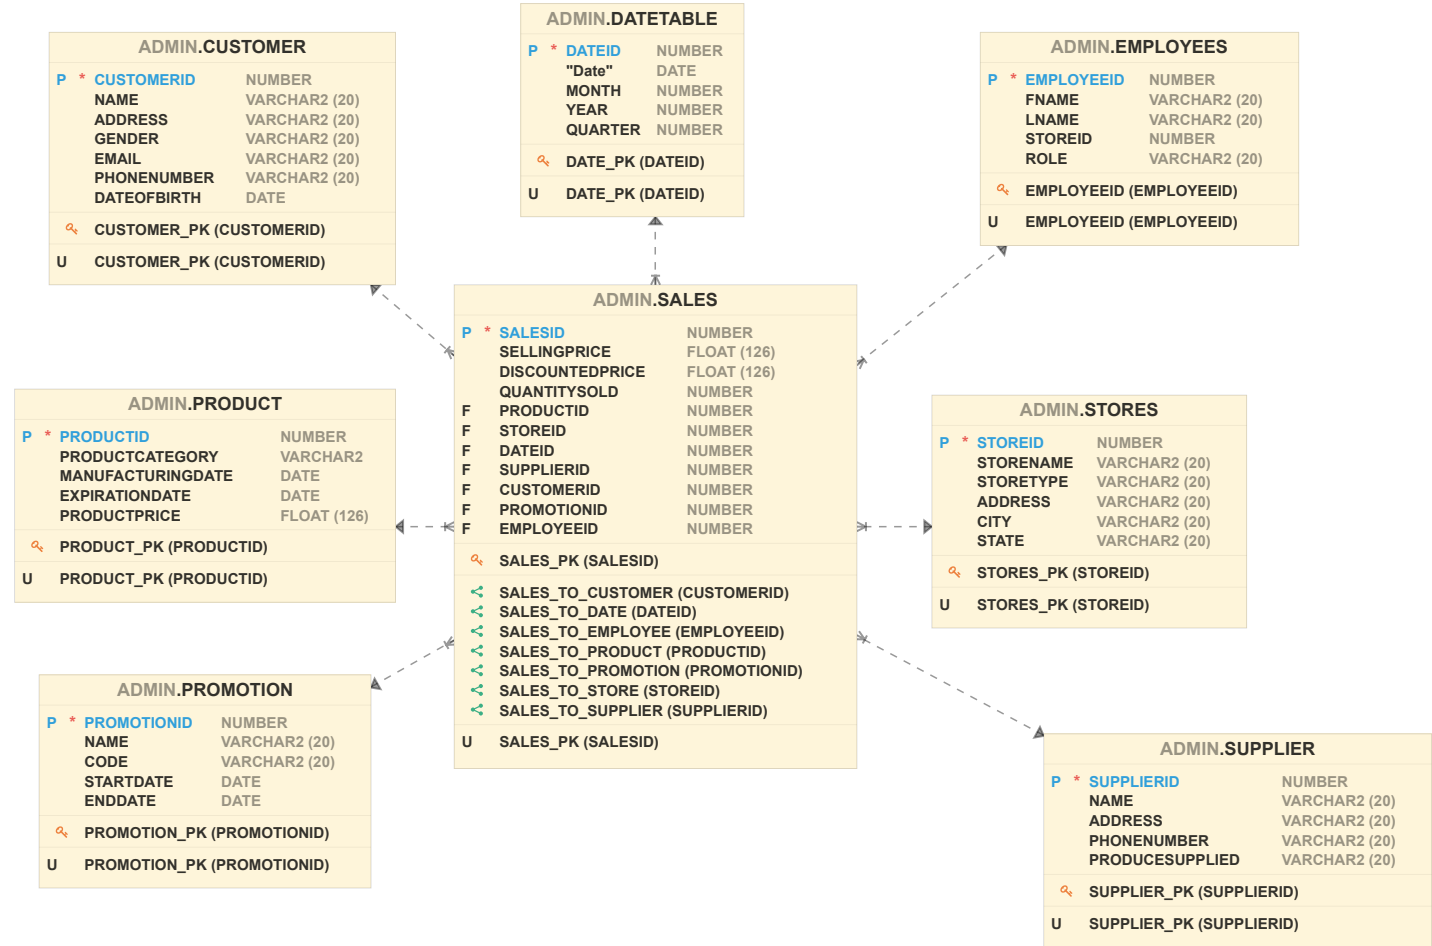 ADMIN.CUSTOMER
P * CUSTOMERID NUMBER
NAME VARCHAR2 (20)
ADDRESS VARCHAR2 (20)
GENDER VARCHAR2 (20)
EMAIL VARCHAR2 (20)
PHONENUMBER VARCHAR2 (20)
DATEOFBIRTH DATE
CUSTOMER_PK (CUSTOMERID)
U CUSTOMER_PK (CUSTOMERID)
ADMIN.DATETABLE
P * DATEID NUMBER
"Date" DATE
MONTH NUMBER
YEAR NUMBER
QUARTER NUMBER
DATE_PK (DATEID)
U DATE_PK (DATEID)
ADMIN.EMPLOYEES
P * EMPLOYEEID NUMBER
FNAME VARCHAR2 (20)
LNAME VARCHAR2 (20)
STOREID NUMBER
ROLE VARCHAR2 (20)
EMPLOYEEID (EMPLOYEEID)
U EMPLOYEEID (EMPLOYEEID)
ADMIN.PRODUCT
P * PRODUCTID NUMBER
PRODUCTCATEGORY VARCHAR2
MANUFACTURINGDATE DATE
EXPIRATIONDATE DATE
PRODUCTPRICE FLOAT (126)
PRODUCT_PK (PRODUCTID)
U PRODUCT_PK (PRODUCTID)
ADMIN.SALES
P * SALESID NUMBER
SELLINGPRICE FLOAT (126)
DISCOUNTEDPRICE FLOAT (126)
QUANTITYSOLD NUMBER
F PRODUCTID NUMBER
F STOREID NUMBER
F DATEID NUMBER
F SUPPLIERID NUMBER
F CUSTOMERID NUMBER
F PROMOTIONID NUMBER
F EMPLOYEEID NUMBER
SALES_PK (SALESID)
SALES_TO_CUSTOMER (CUSTOMERID)
SALES_TO_DATE (DATEID)
SALES_TO_EMPLOYEE (EMPLOYEEID)
SALES_TO_PRODUCT (PRODUCTID)
SALES_TO_PROMOTION (PROMOTIONID)
SALES_TO_STORE (STOREID)
SALES_TO_SUPPLIER (SUPPLIERID)
U SALES_PK (SALESID)
ADMIN.STORES
P * STOREID NUMBER
STORENAME VARCHAR2 (20)
STORETYPE VARCHAR2 (20)
ADDRESS VARCHAR2 (20)
CITY VARCHAR2 (20)
STATE VARCHAR2 (20)
STORES_PK (STOREID)
U STORES_PK (STOREID)
ADMIN.PROMOTION
P * PROMOTIONID NUMBER
NAME VARCHAR2 (20)
CODE VARCHAR2 (20)
STARTDATE DATE
ENDDATE DATE
PROMOTION_PK (PROMOTIONID)
U PROMOTION_PK (PROMOTIONID)
ADMIN.SUPPLIER
P * SUPPLIERID NUMBER
NAME VARCHAR2 (20)
ADDRESS VARCHAR2 (20)
PHONENUMBER VARCHAR2 (20)
PRODUCESUPPLIED VARCHAR2 (20)
SUPPLIER_PK (SUPPLIERID)
U SUPPLIER_PK (SUPPLIERID)